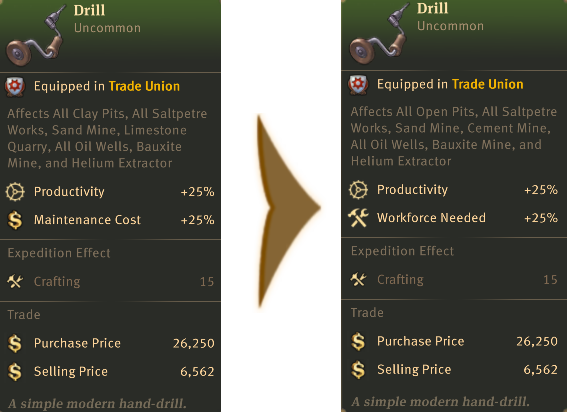 Drill
Uncommon
Equipped in Trade Union
Affects All Clay Pits, All Saltpetre
Works, Sand Mine, Limestone
Quarry, All Oil Wells, Bauxite
Mine, and Helium Extractor
Productivity +25%
Maintenance Cost +25%
Expedition Effect
Crafting 15
Trade
Purchase Price 26,250
Selling Price 6,562
A simple modern hand-drill.
Drill
Uncommon
Equipped in Trade Union
Affects All Open Pits, All Saltpetre
Works, Sand Mine, Cement Mine,
All Oil Wells, Bauxite Mine, and
Helium Extractor
Productivity +25%
Workforce Needed +25%
Expedition Effect
Crafting 15
Trade
Purchase Price 26,250
Selling Price 6,562
A simple modern hand-drill.